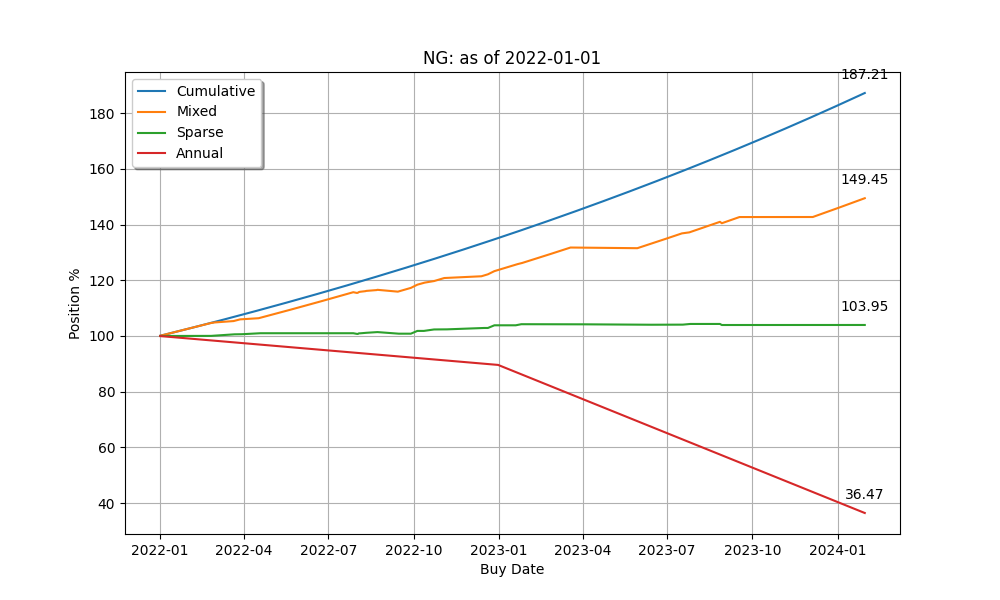 NG: as of 2022-01-01
187.21
Cumulative
Mixed
Sparse
Annual
180
160
149.45
140
120
103.95
100
80
60
36.47
40
Position %
2022-01 2022-04 2022-07 2022-10 2023-01 2023-04 2023-07 2023-10 2024-01
Buy Date